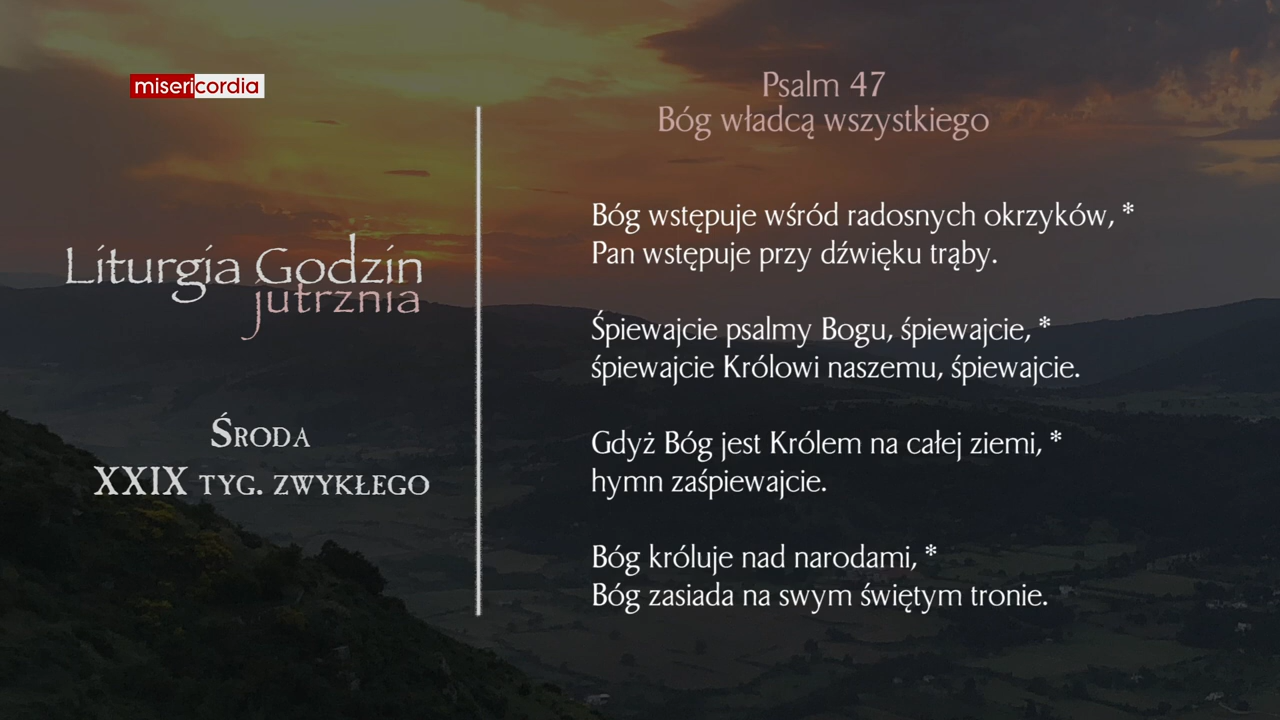 misericordia
Liturgia Godzin
jutrznia
Środa
XXIX tyg. zwykłego
Psalm 47
Bóg władcą wszystkiego
Bóg wstępuje wśród radosnych okrzyków, *
Pan wstępuje przy dźwięku trąby.
Śpiewajcie psalmy Bogu, śpiewajcie, *
śpiewajcie Królowi naszemu, śpiewajcie.
Gdyż Bóg jest Królem na całej ziemi, *
hymn zaśpiewajcie.
Bóg króluje nad narodami, *
Bóg zasiada na swym świętym tronie.